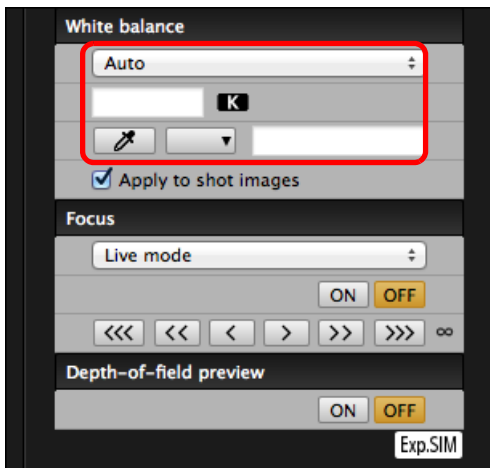 White balance
Auto
K
Apply to shot images
Focus
Live mode
ON OFF
<<< << < > >> >>> ∞
Depth-of-field preview
ON OFF
Exp.SIM